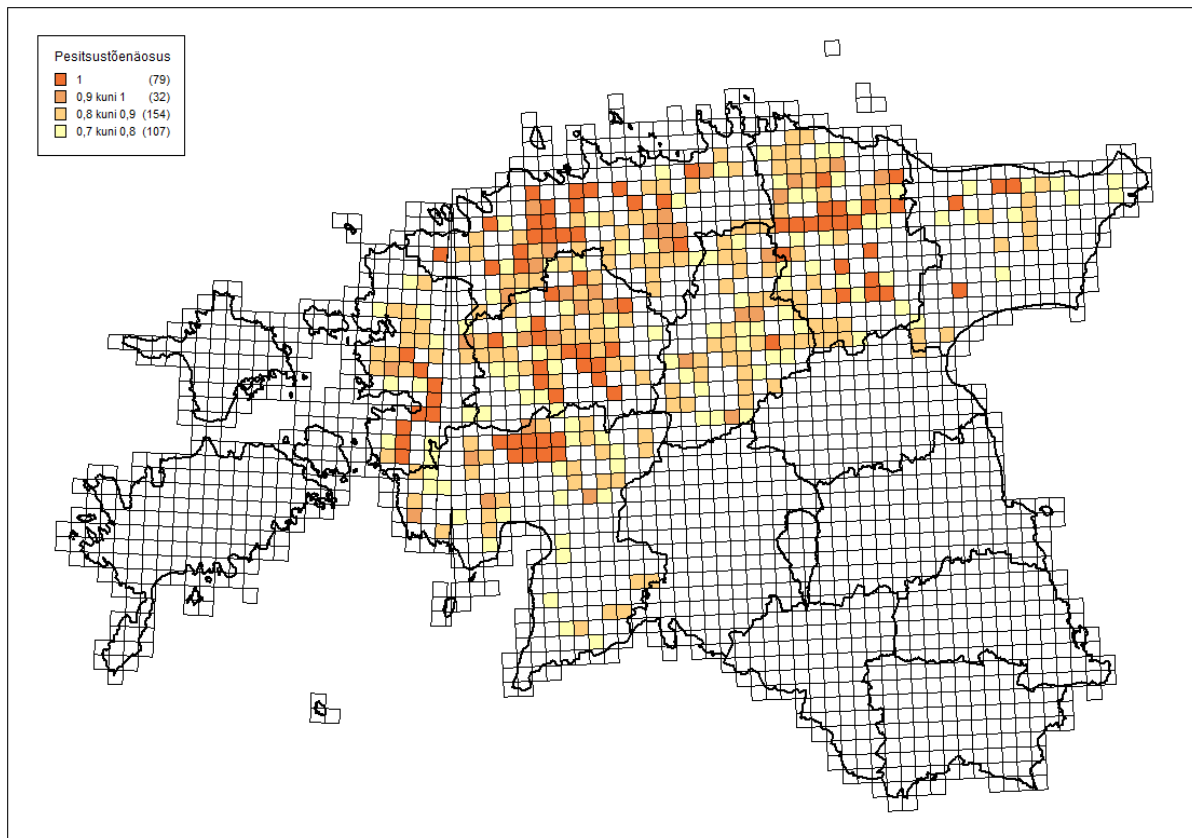 Pesitsustõenäosus
1 (79)
0,9 kuni 1 (32)
0,8 kuni 0,9 (154)
0,7 kuni 0,8 (107)